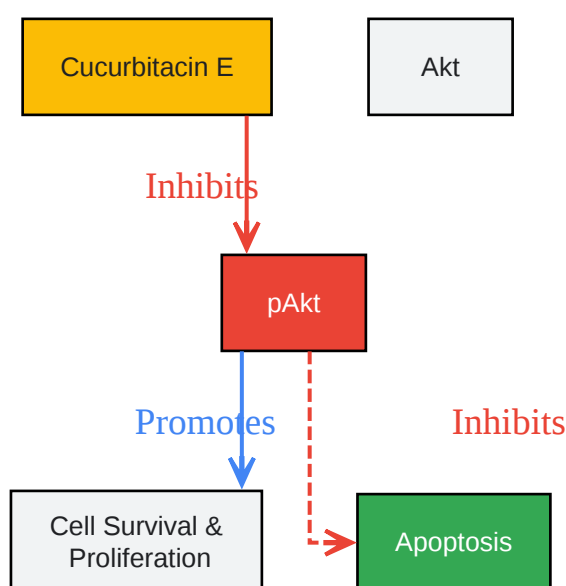 Cucurbitacin E
Akt
Inhibits
pAkt
Promotes
Inhibits
Cell Survival &
Proliferation
Apoptosis